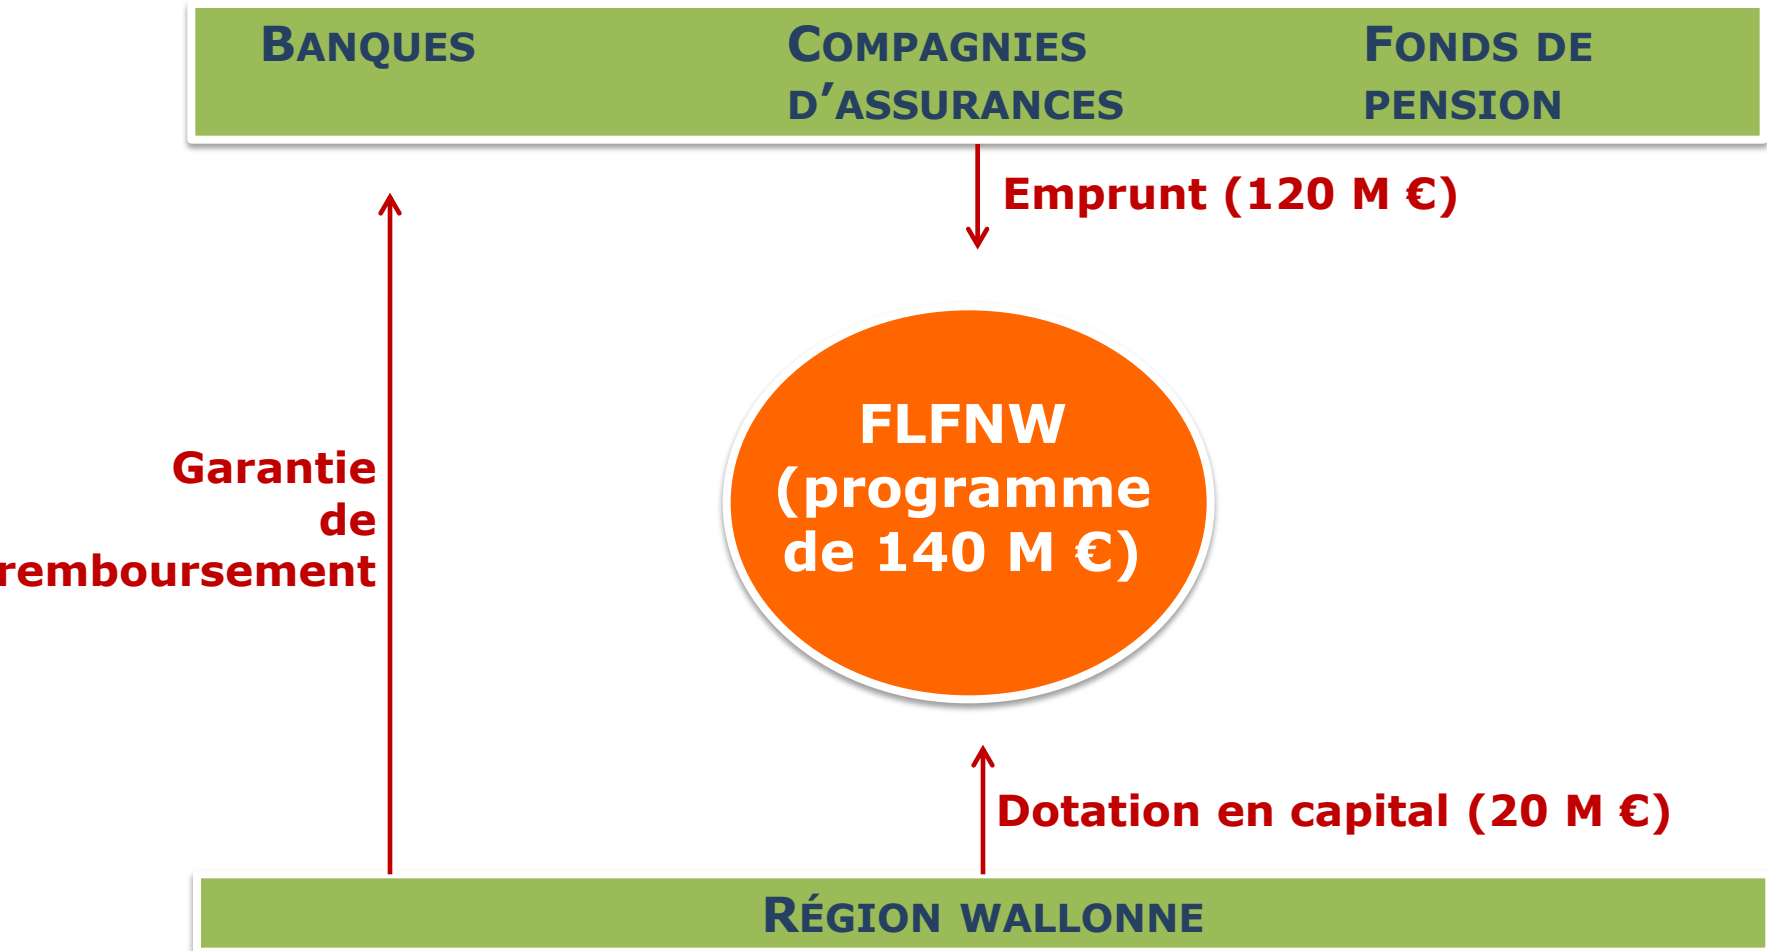 BANQUES
COMPAGNIES
D’ASSURANCES
FONDS DE
PENSION
Emprunt (120 M €)
Garantie
de
remboursement
FLFNW
(programme
de 140 M €)
Dotation en capital (20 M €)
RÉGION WALLONNE